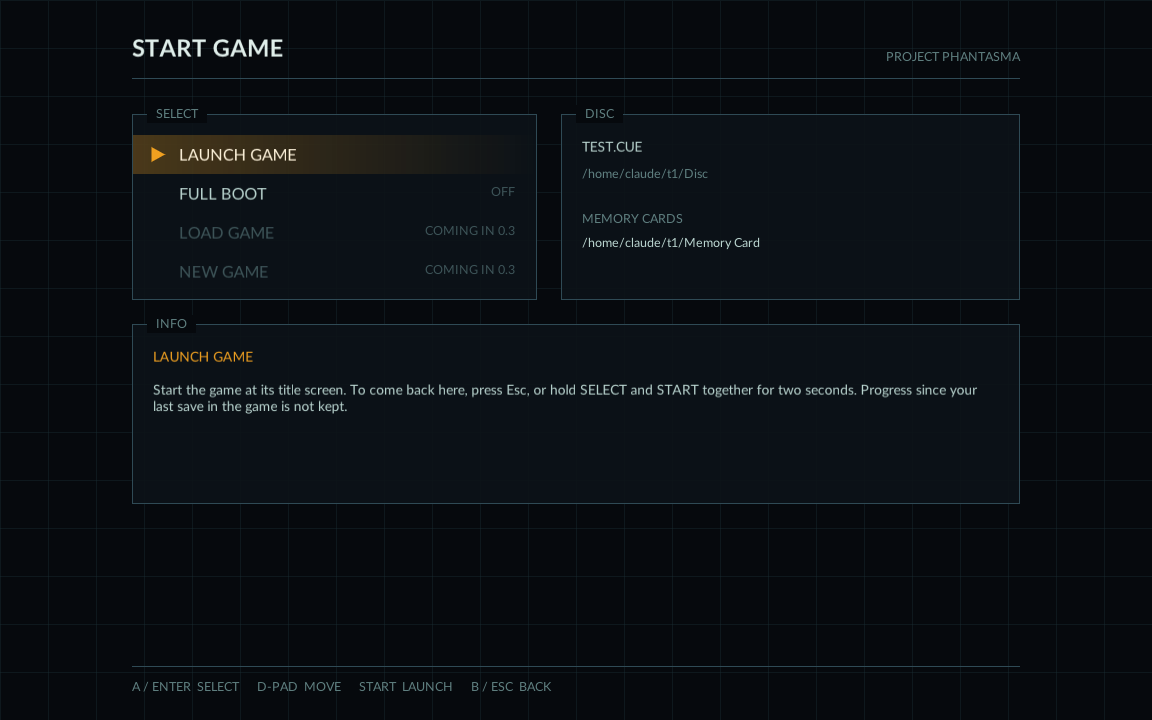 START GAME
PROJECT PHANTASMA
SELECT
LAUNCH GAME
FULL BOOT OFF
LOAD GAME COMING IN 0.3
NEW GAME COMING IN 0.3
DISC
TEST.CUE
/home/claude/t1/Disc
MEMORY CARDS
/home/claude/t1/Memory Card
INFO
LAUNCH GAME
Start the game at its title screen. To come back here, press Esc, or hold SELECT and START together for two seconds. Progress since your
last save in the game is not kept.
A / ENTER SELECT D-PAD MOVE START LAUNCH B / ESC BACK